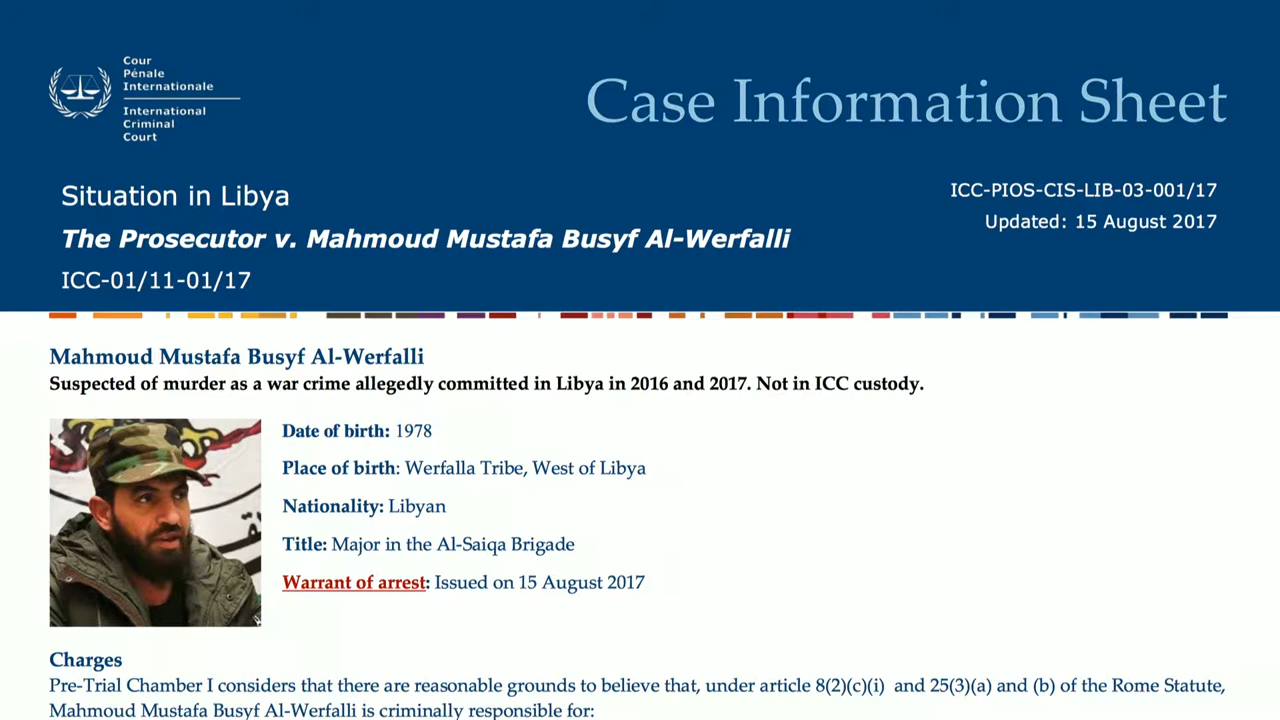 Cour
Pénale
Internationale
International
Criminal
Court
Case Information Sheet
Situation in Libya
The Prosecutor v. Mahmoud Mustafa Busyf Al-Werfalli
ICC-01/11-01/17
ICC-PIOS-CIS-LIB-03-001/17
Updated: 15 August 2017
Mahmoud Mustafa Busyf Al-Werfalli
Suspected of murder as a war crime allegedly committed in Libya in 2016 and 2017. Not in ICC custody.
Date of birth: 1978
Place of birth: Werfalla Tribe, West of Libya
Nationality: Libyan
Title: Major in the Al-Saiqa Brigade
Warrant of arrest: Issued on 15 August 2017
Charges
Pre-Trial Chamber I considers that there are reasonable grounds to believe that, under article 8(2)(c)(i) and 25(3)(a) and (b) of the Rome Statute,
Mahmoud Mustafa Busyf Al-Werfalli is criminally responsible for: